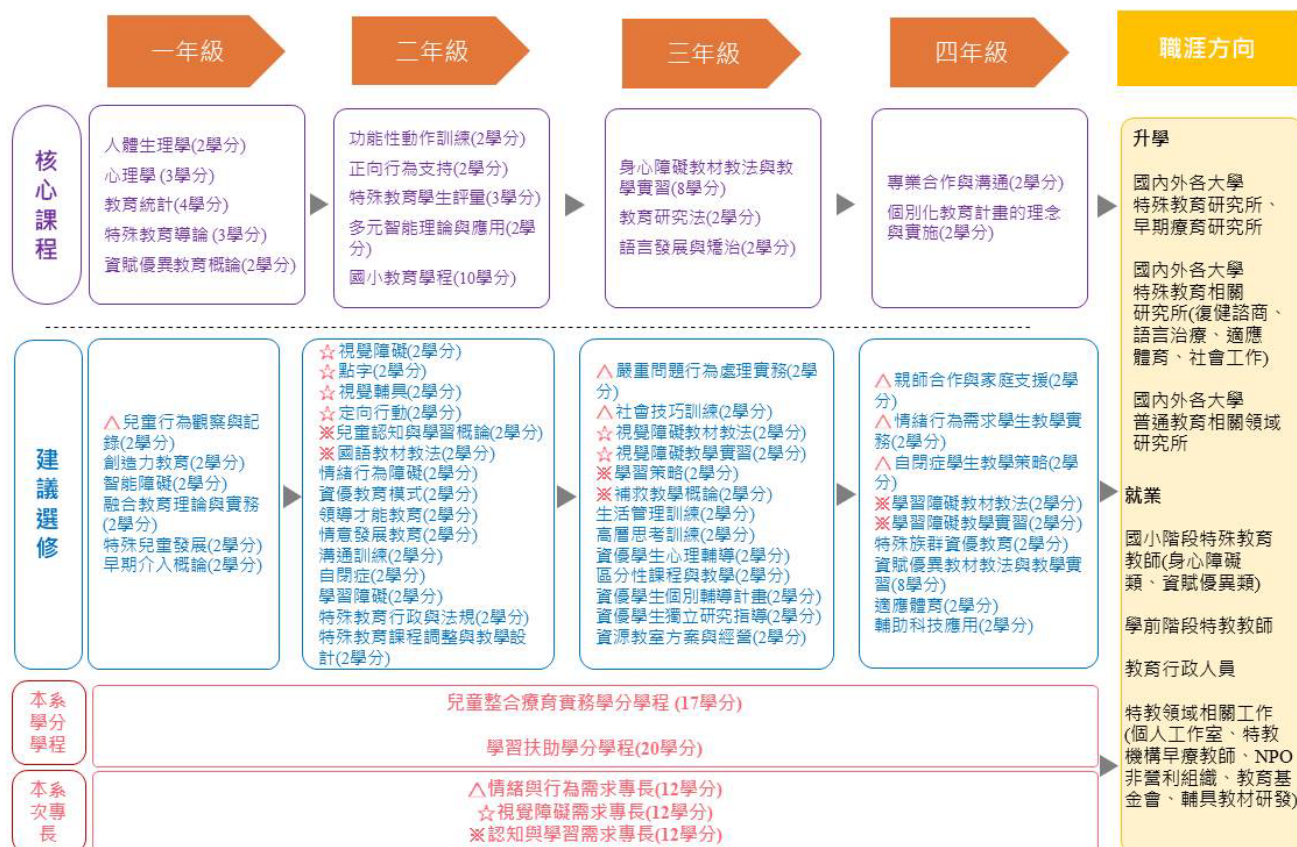 一年級
二年級
三年級
四年級
職涯方向
核心課程
人體生理學(2學分)
心理學 (3學分)
教育統計(4學分)
特殊教育導論 (3學分)
資賦優異教育概論(2學分)
功能性動作訓練(2學分)
正向行為支持(2學分)
特殊教育學生評量(3學分)
多元智能理論與應用(2學
分)
國小教育學程(10學分)
身心障礙教材教法與教
學實習(8學分)
教育研究法(2學分)
語言發展與矯治(2學分)
專業合作與溝通(2學分)
個別化教育計畫的理念
與實施(2學分)
建議選修
△兒童行為觀察與記
錄(2學分)
創造力教育(2學分)
智能障礙(2學分)
融合教育理論與實務
(2學分)
特殊兒童發展(2學分)
早期介入概論(2學分)
☆視覺障礙(2學分)
☆點字(2學分)
☆視覺輔具(2學分)
☆定向行動(2學分)
※兒童認知與學習概論(2學分)
※國語教材教法(2學分)
情緒行為障礙(2學分)
資優教育模式(2學分)
領導才能教育(2學分)
情意發展教育(2學分)
溝通訓練(2學分)
自閉症(2學分)
學習障礙(2學分)
特殊教育行政與法規(2學分)
特殊教育課程調整與教學設
計(2學分)
△嚴重問題行為處理實務(2學
分)
△社會技巧訓練(2學分)
☆視覺障礙教材教法(2學分)
☆視覺障礙教學實習(2學分)
※學習策略(2學分)
※補救教學概論(2學分)
生活管理訓練(2學分)
高層思考訓練(2學分)
資優學生心理輔導(2學分)
區分性課程與教學(2學分)
資優學生個別輔導計畫(2學分)
資優學生獨立研究指導(2學分)
資源教室方案與經營(2學分)
△親師合作與家庭支援(2學
分)
△情緒行為需求學生教學實
務(2學分)
△自閉症學生教學策略(2學
分)
※學習障礙教材教法(2學分)
※學習障礙教學實習(2學分)
特殊族群資優教育(2學分)
資賦優異教材教法與教學實
習(8學分)
適應體育(2學分)
輔助科技應用(2學分)
本系
學分
學程
兒童整合療育實務學分學程 (17學分)
學習扶助學分學程(20學分)
本系
次專
長
△情緒與行為需求專長(12學分)
☆視覺障礙需求專長(12學分)
※認知與學習需求專長(12學分)
升學
國內外各大學
特殊教育研究所、
早期療育研究所
國內外各大學
特殊教育相關
研究所(復健諮商、
語言治療、適應
體育、社會工作)
國內外各大學
普通教育相關領域
研究所
就業
國小階段特殊教育
教師(身心障礙
類、資賦優異類)
學前階段特教教師
教育行政人員
特教領域相關工作
(個人工作室、特教
機構早療教師、NPO
非營利組織、教育基
金會、輔具教材研發)